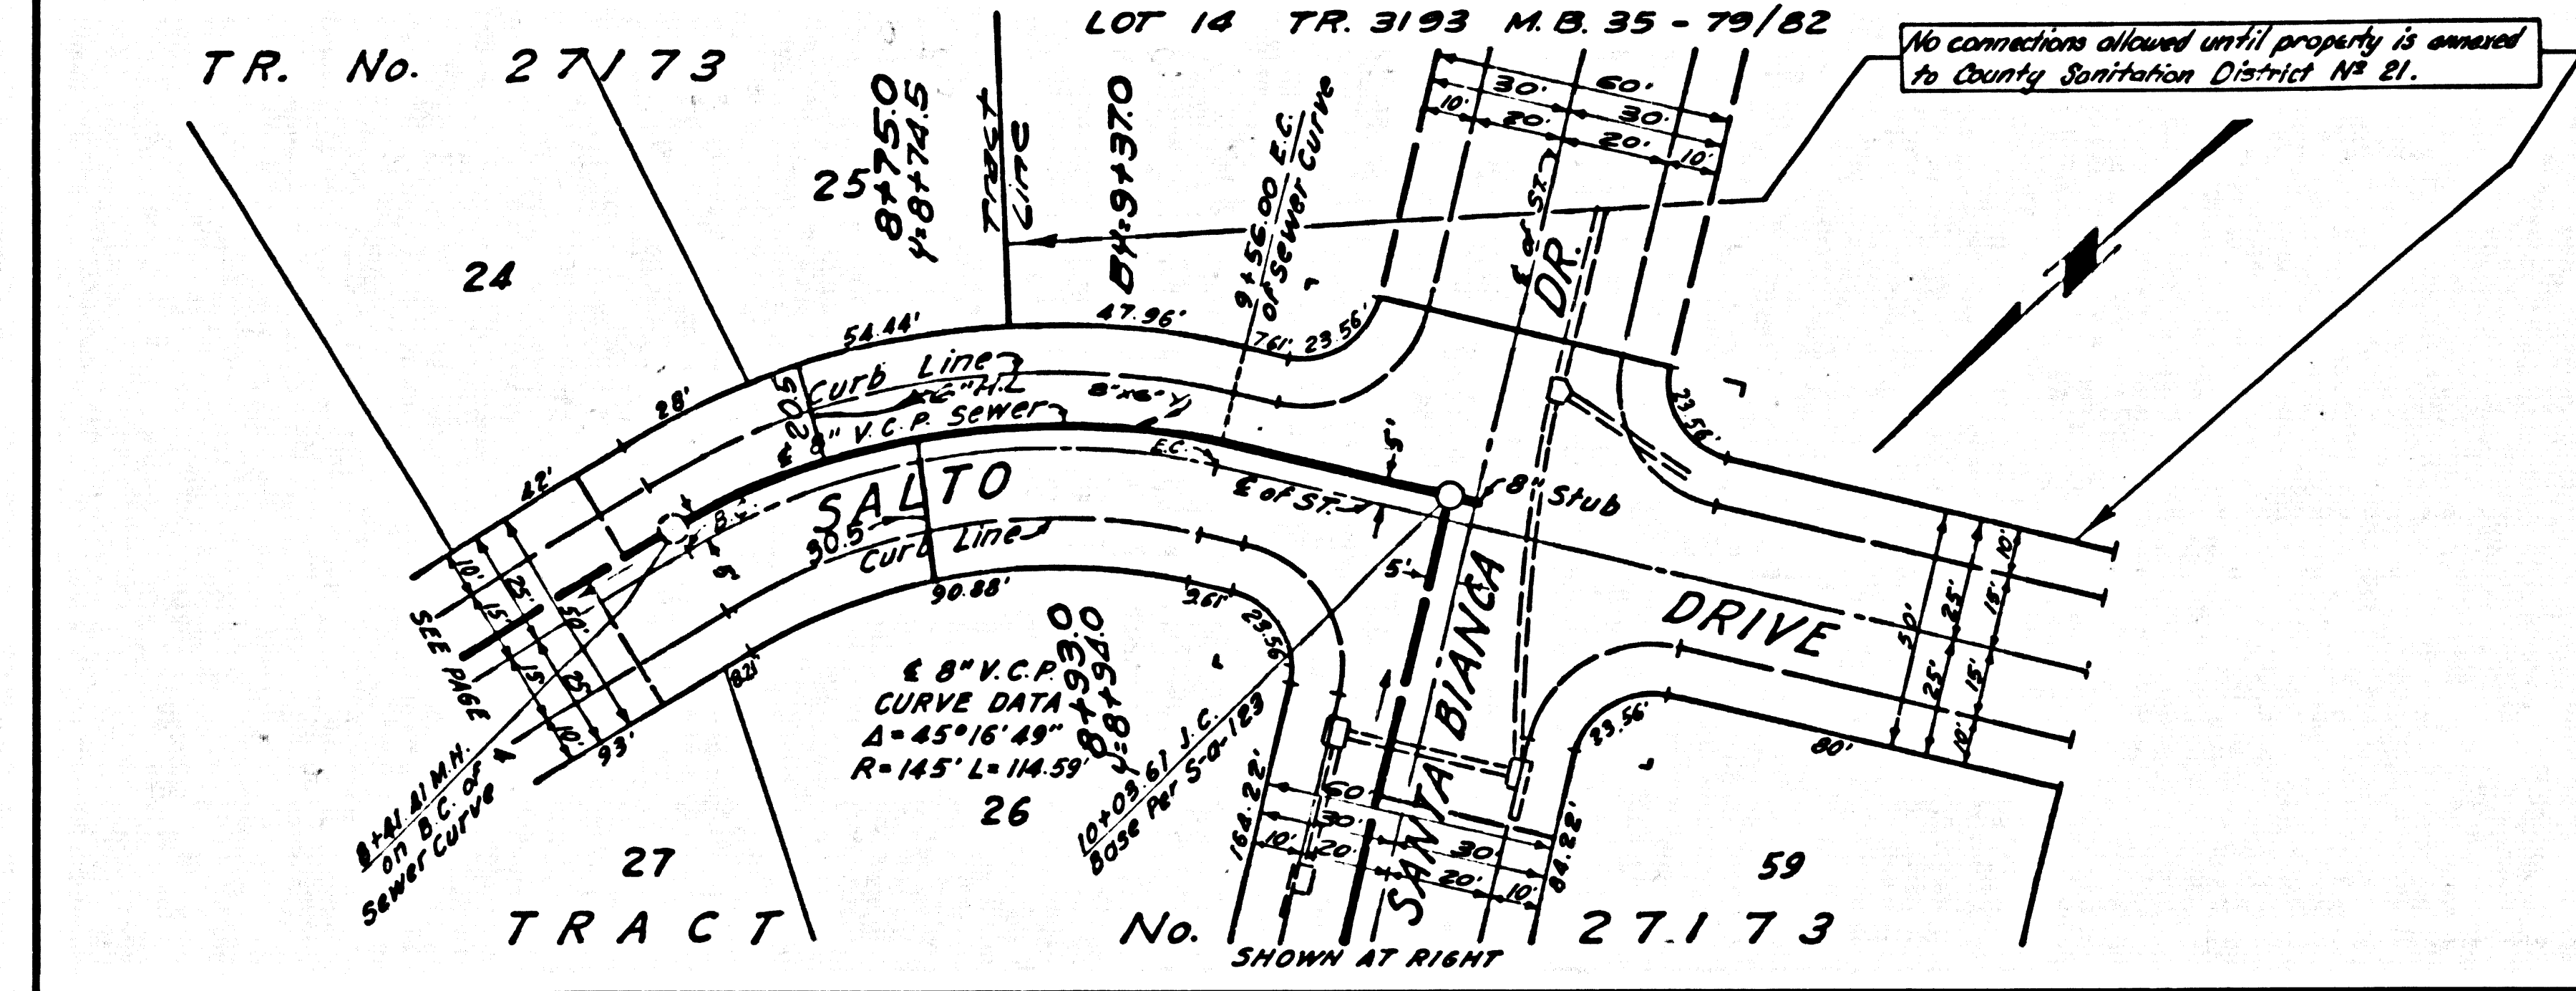 LOT 14 TR. 3193 M.B. 35 - 79/82
TR. No. 27173
No connections allowed until property is annexed
to County Sanitation District Nº 21.
25
8+75.0
Y=8+74.5
Tract
Line
BY=9+37.0
9+56.00 E.C.
of Sewer Curve
60'
30'
30'
10'
20'
20'
10'
℄ of ST.
DR.
24
54.44'
47.96'
7.61'
23.56'
28'
42'
20.5
Curb Line
6" H.L.
8" V.C.P. Sewer
8"x6" Y
23.56'
E.C.
5'
℄ of ST.
8" Stub
B.C.
5'
SALTO
30.5
Curb Line
90.88'
9.61'
23.56'
5'
SANTA BIANCA
DRIVE
10'
15'
25'
50'
15'
25'
10'
SEE PAGE
93'
8.21'
8+41.41 M.H.
on B.C. of
Sewer Curve
℄ 8" V.C.P.
CURVE DATA
Δ=45°16'49"
R=145' L=114.59'
8+93.0
Y=8+94.0
10+03.61 J.C.
Base Per S-a-123
26
27
164.22'
60'
30'
30'
10'
20'
20'
10'
84.22'
23.56'
80'
50'
25'
25'
10'
15'
15'
10'
59
TRACT No. 27173
SHOWN AT RIGHT